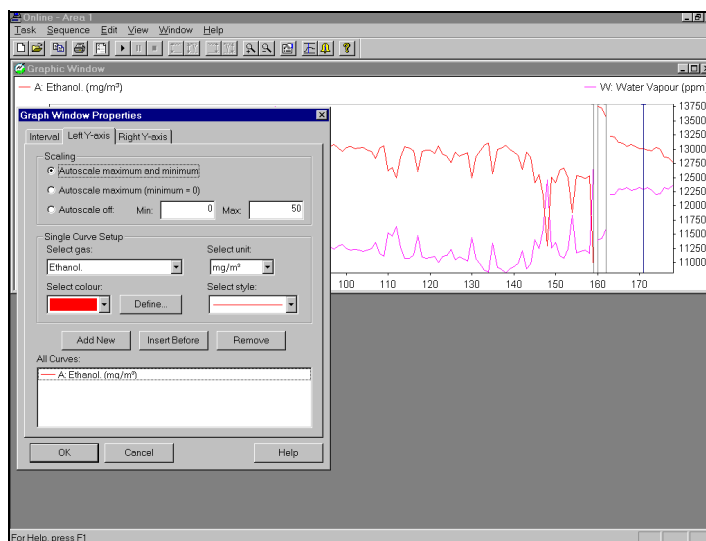 Online - Area 1
Task Sequence Edit View Window Help
Graphic Window
A: Ethanol. (mg/m³)
W: Water Vapour (ppm)
Graph Window Properties
Interval Left Y-axis Right Y-axis
Scaling
Autoscale maximum and minimum
Autoscale maximum (minimum = 0)
Autoscale off: Min: 0 Max: 50
Single Curve Setup
Select gas: Select unit:
Ethanol. mg/m³
Select colour: Select style:
Define...
Add New Insert Before Remove
All Curves:
A: Ethanol. (mg/m³)
OK Cancel Help
13750
13500
13250
13000
12750
12500
12250
12000
11750
11500
11250
11000
100 110 120 130 140 150 160 170
For Help, press F1